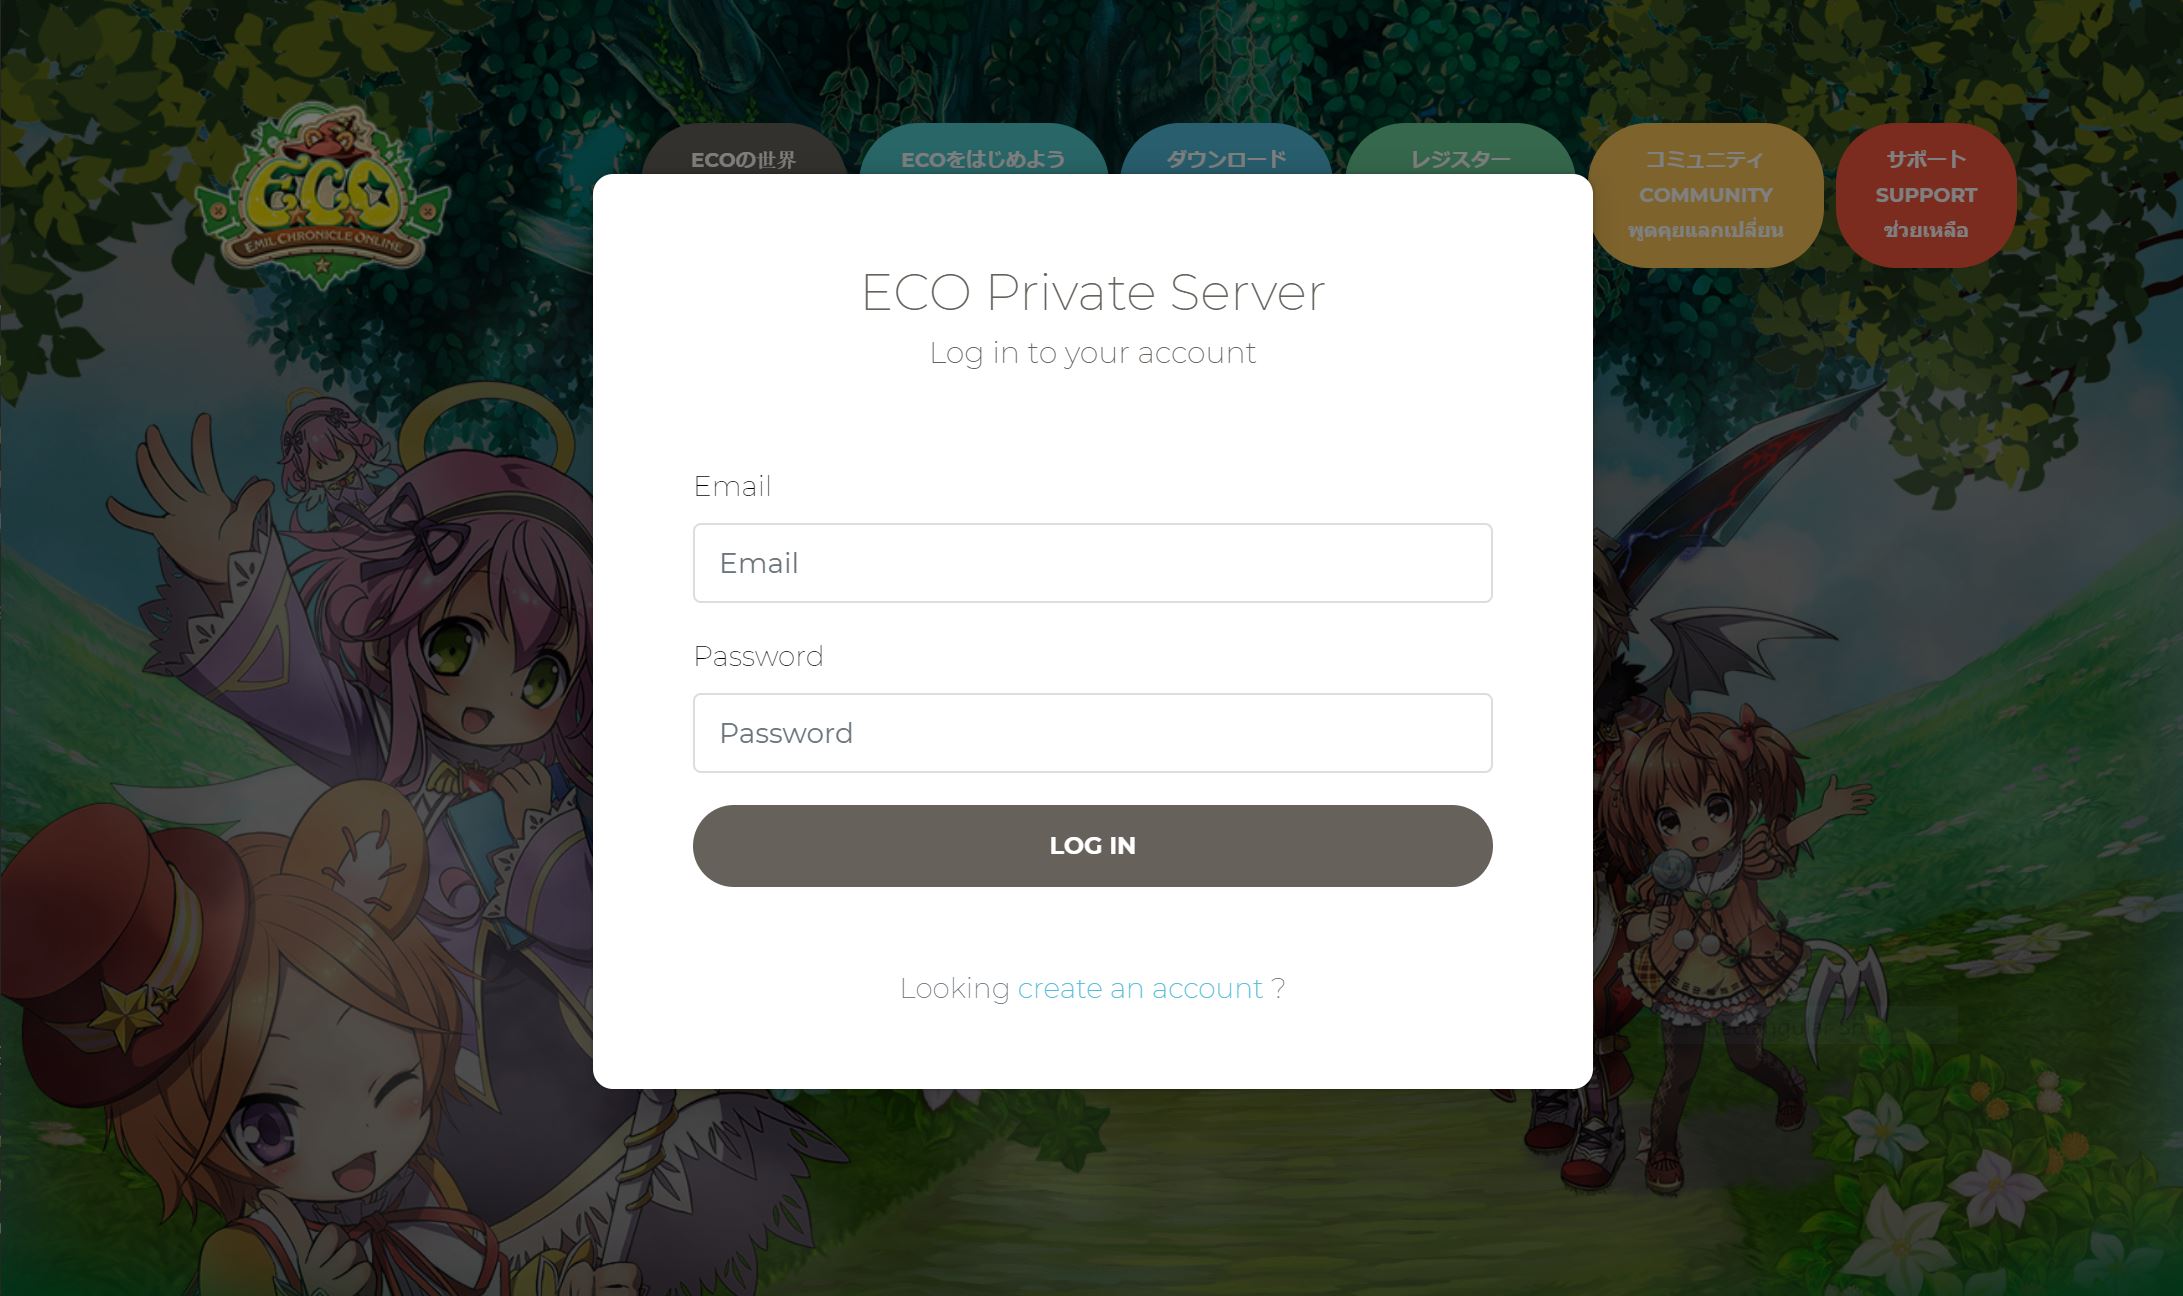 ECO
EMIL CHRONICLE ONLINE
ECOの世界
ECOをはじめよう
ダウンロード
レジスター
コミュニティ
COMMUNITY
พูดคุยแลกเปลี่ยน
サポート
SUPPORT
ช่วยเหลือ
ECO Private Server
Log in to your account
Email
Email
Password
Password
LOG IN
Looking create an account ?